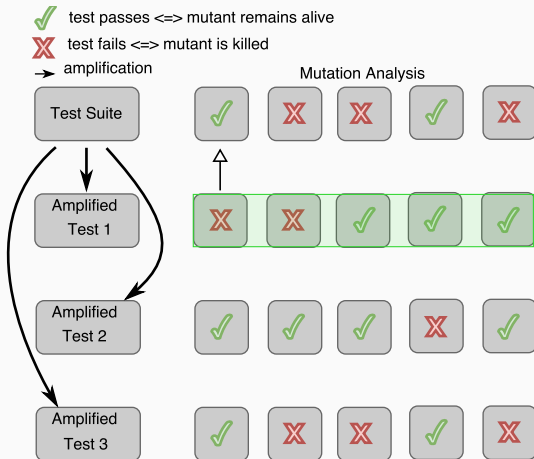 test passes <=> mutant remains alive
test fails <=> mutant is killed
amplification
Mutation Analysis
Test Suite
Amplified
Test 1
Amplified
Test 2
Amplified
Test 3